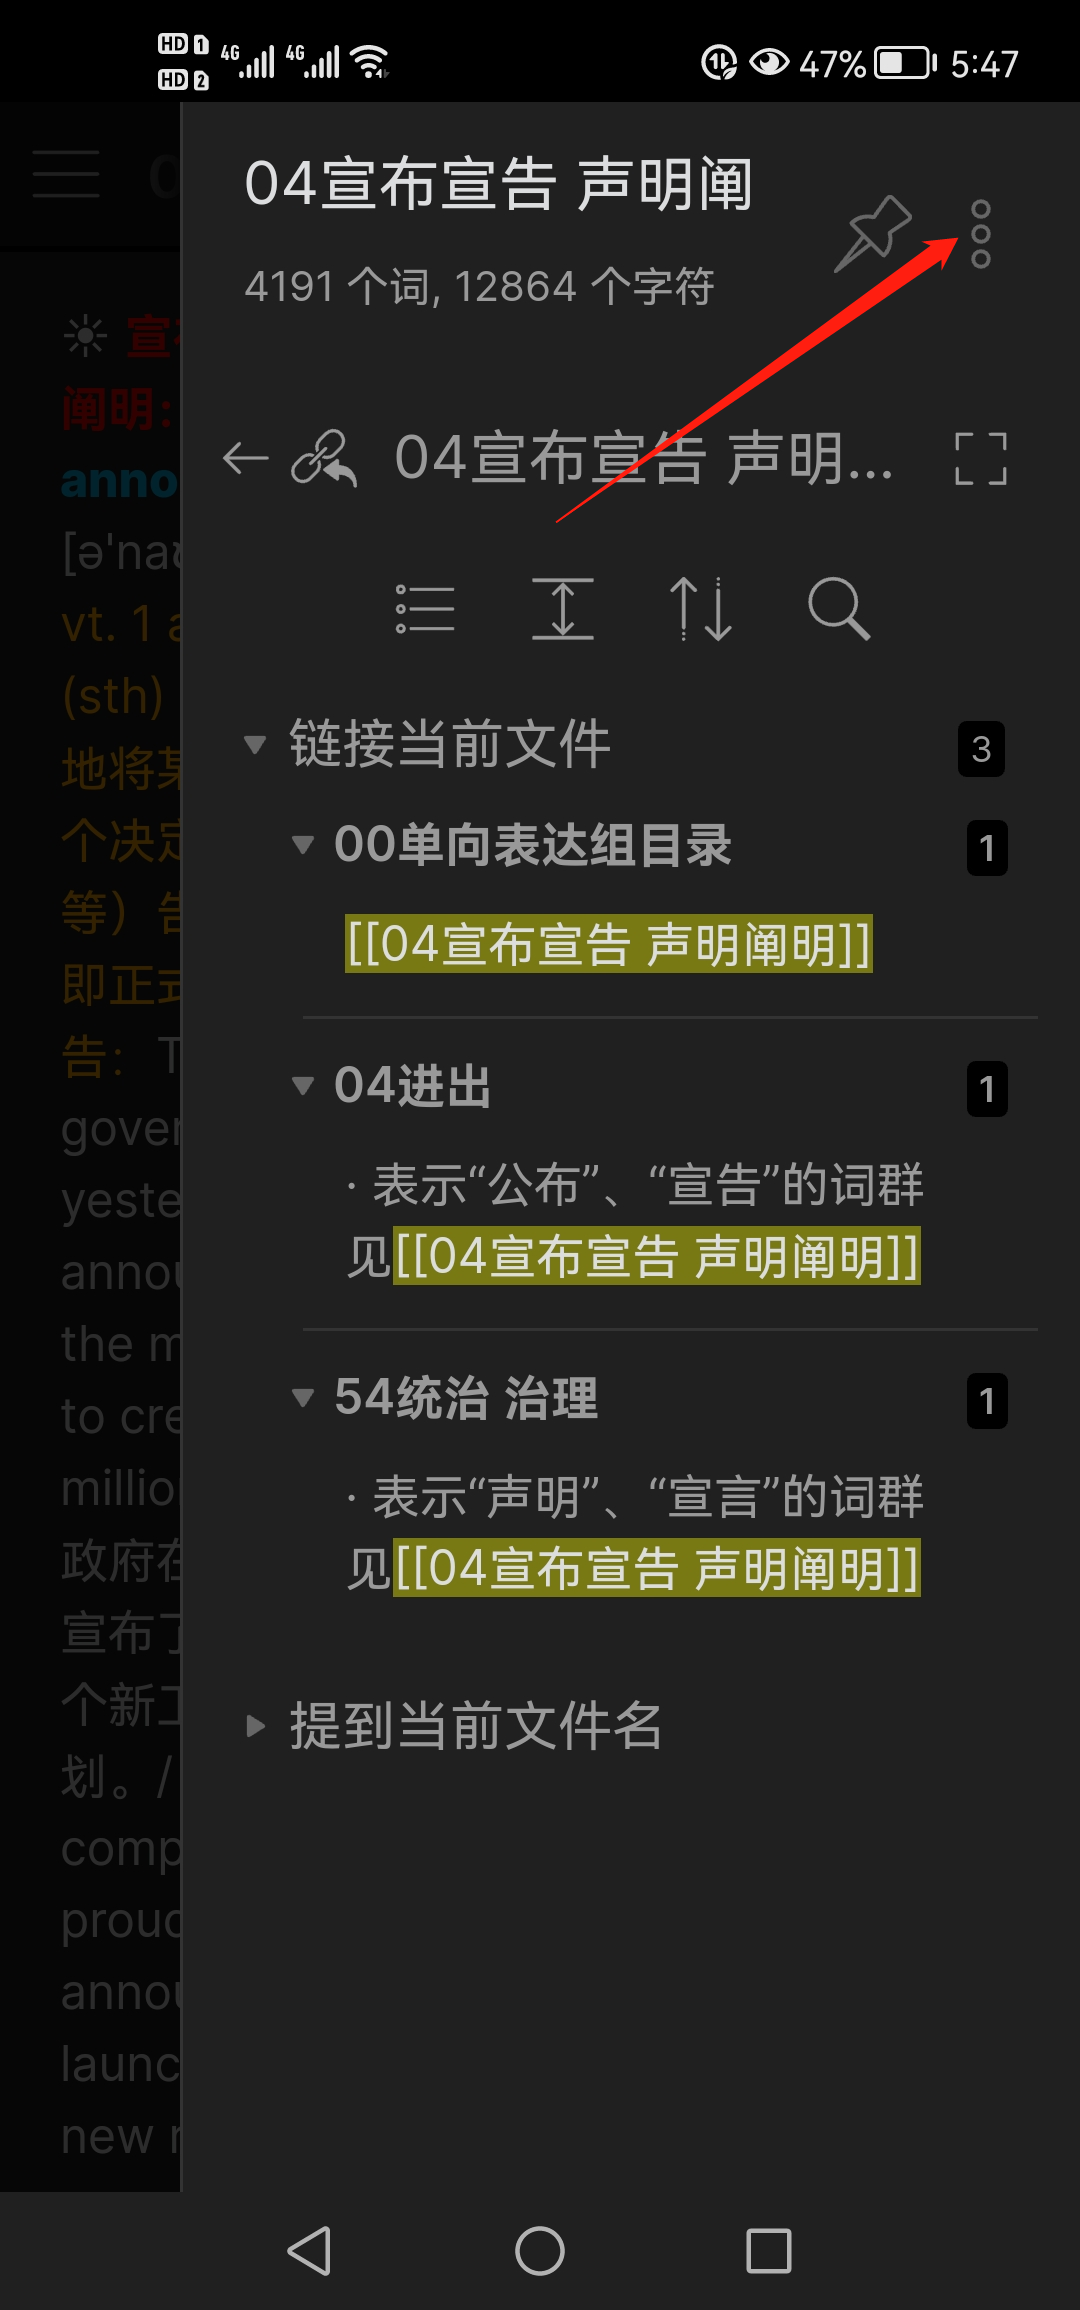 HD 1 4G 4G 47% 5:47
HD 2
04宣布宣告 声明阐
4191 个词, 12864 个字符
04宣布宣告 声明...
链接当前文件 3
00单向表达组目录 1
[[04宣布宣告 声明阐明]]
04进出 1
· 表示“公布”、“宣告”的词群
见[[04宣布宣告 声明阐明]]
54统治 治理 1
· 表示“声明”、“宣言”的词群
见[[04宣布宣告 声明阐明]]
提到当前文件名
阐明:
anno
vt. 1
(sth)
地将
个决
等）
即正
告：
gover
yeste
annou
the m
to cre
million
政府在
宣布了
个新工
划。/
comp
proud
annou
launc
new